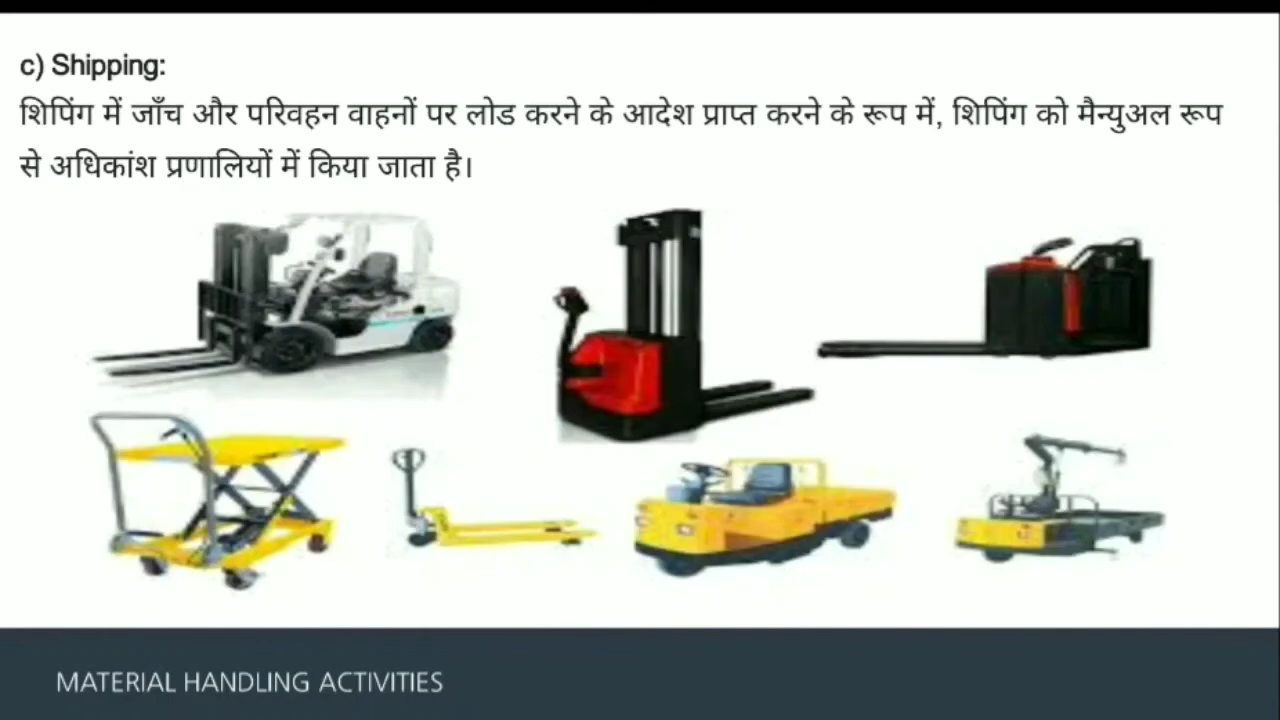 c) Shipping:
शिपिंग में जाँच और परिवहन वाहनों पर लोड करने के आदेश प्राप्त करने के रूप में, शिपिंग को मैन्युअल रूप
से अधिकांश प्रणालियों में किया जाता है।
MATERIAL HANDLING ACTIVITIES